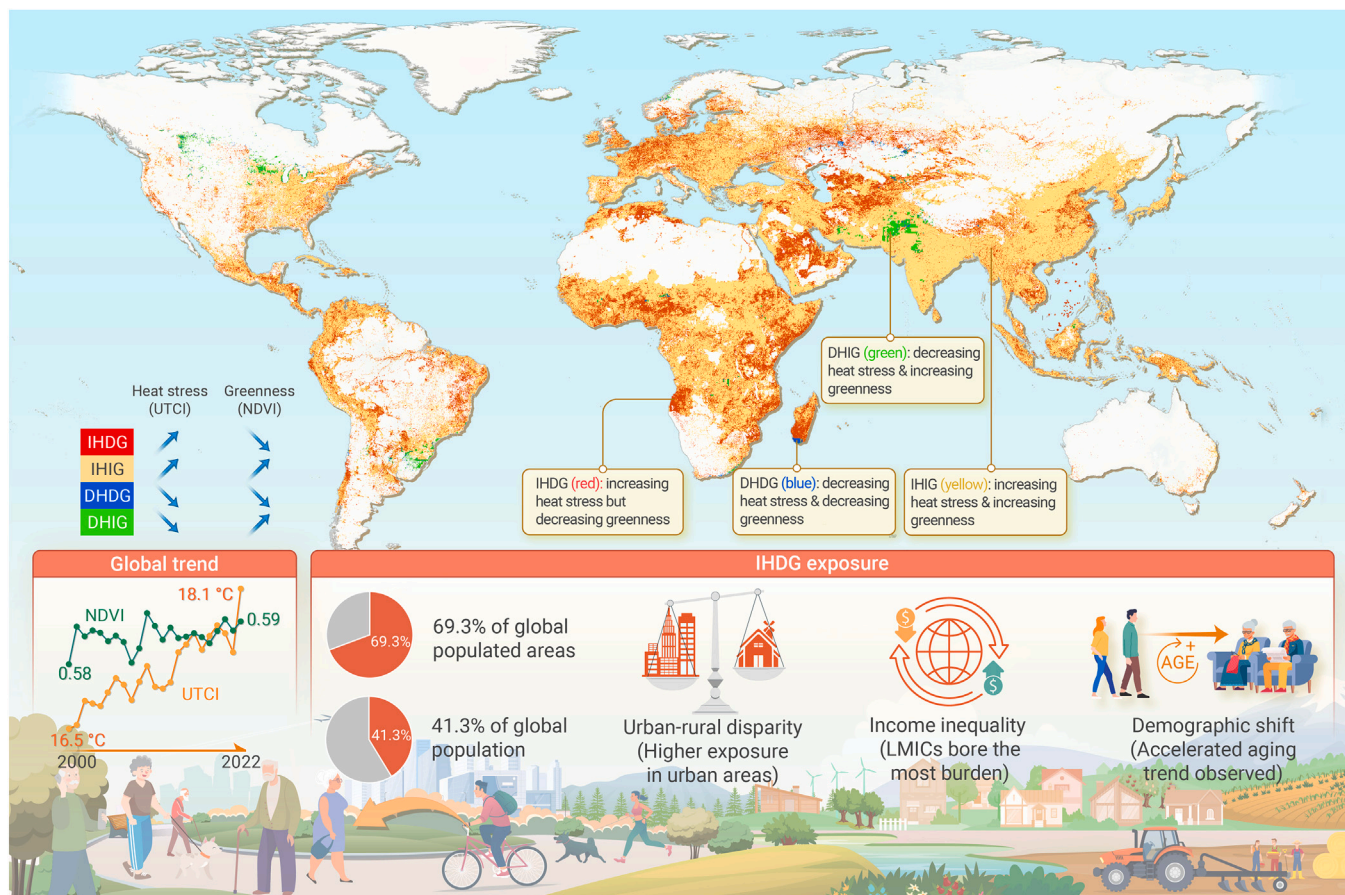 DHIG (green): decreasing
heat stress & increasing
greenness
Heat stress
(UTCI)
Greenness
(NDVI)
IHDG
IHIG
DHDG
DHIG
IHDG (red): increasing
heat stress but
decreasing greenness
DHDG (blue): decreasing
heat stress & decreasing
greenness
IHIG (yellow): increasing
heat stress & increasing
greenness
Global trend
18.1 °C
NDVI
0.59
0.58
UTCI
16.5 °C
2000
2022
IHDG exposure
69.3%
69.3% of global
populated areas
41.3%
41.3% of global
population
Urban-rural disparity
(Higher exposure
in urban areas)
$
$
Income inequality
(LMICs bore the
most burden)
+
AGE
Demographic shift
(Accelerated aging
trend observed)